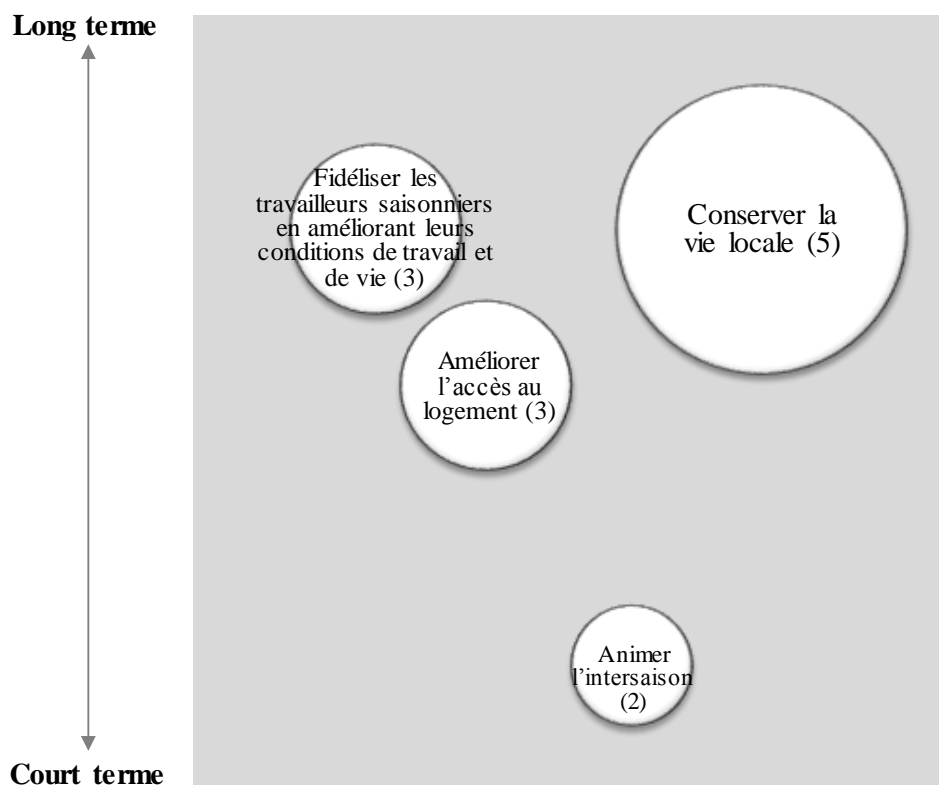 Long terme
Fidéliser les
travailleurs saisonniers
en améliorant leurs
conditions de travail et
de vie (3)
Conserver la
vie locale (5)
Améliorer
l'accès au
logement (3)
Animer
l'intersaison
(2)
Court terme